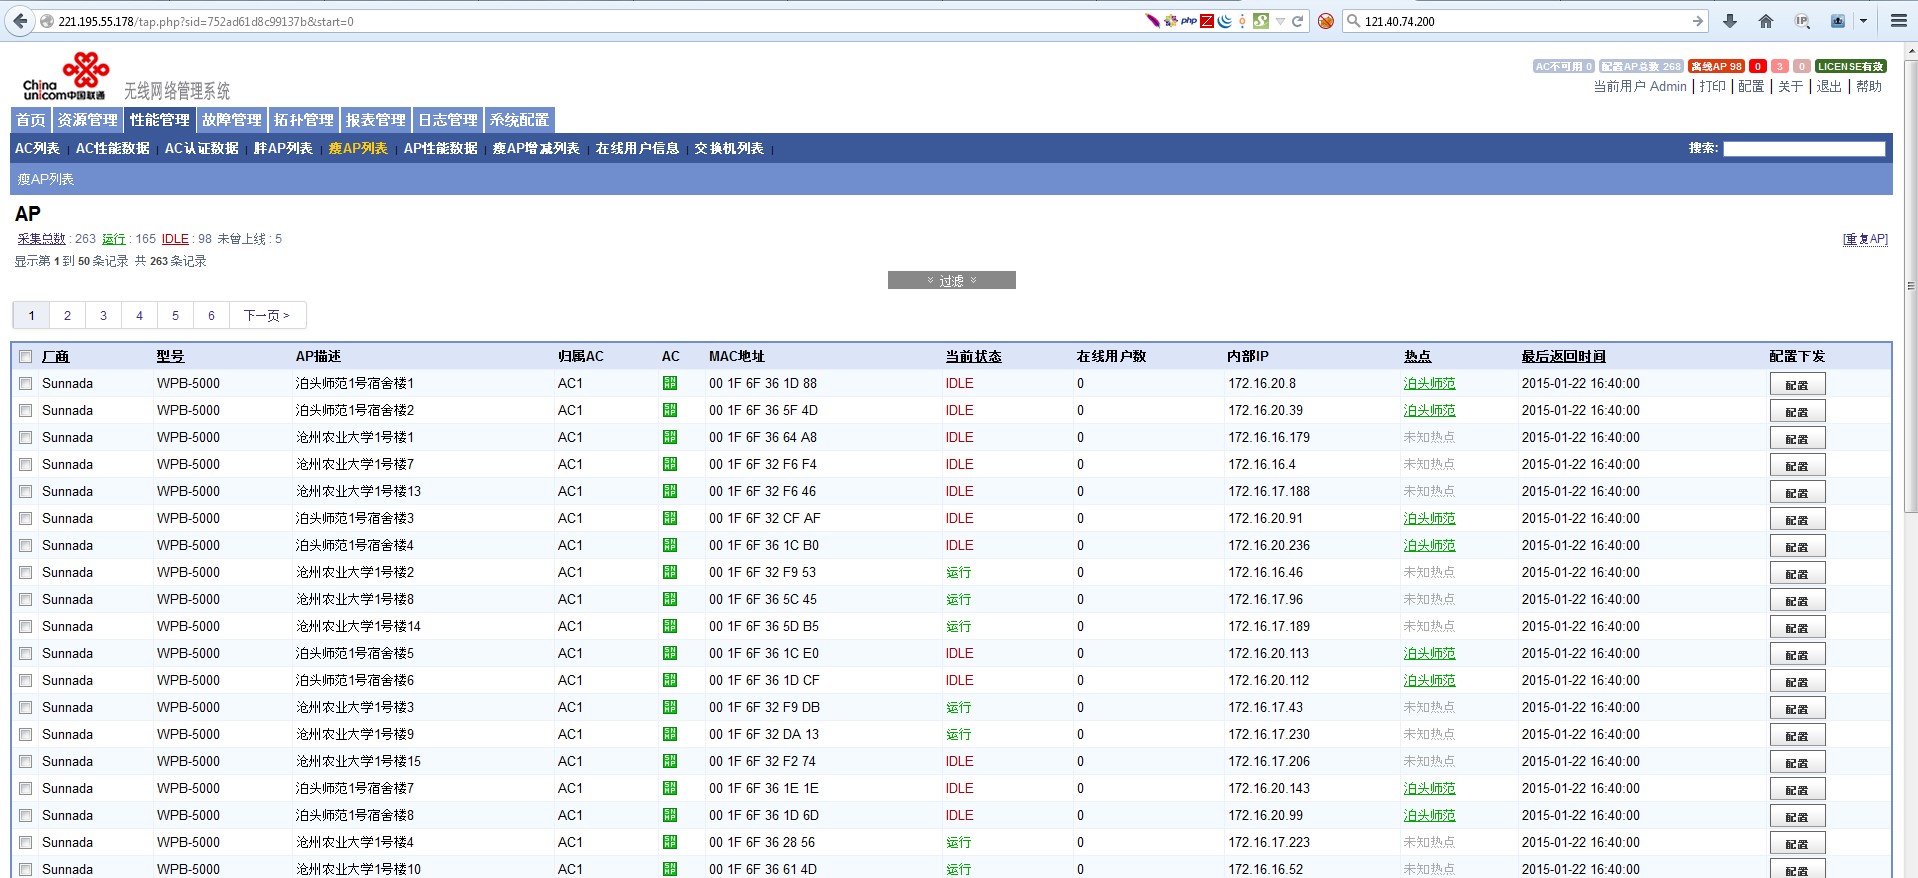 221.195.55.178/tap.php?sid=752ad61d8c99137b&start=0
php
121.40.74.200
IP
China unicom中国联通
无线网络管理系统
AC不可用 0 配置AP总数 268 离线AP 98 0 3 0 LICENSE有效
当前用户 Admin | 打印 | 配置 | 关于 | 退出 | 帮助
首页 资源管理 性能管理 故障管理 拓扑管理 报表管理 日志管理 系统配置
AC列表 AC性能数据 AC认证数据 胖AP列表 瘦AP列表 AP性能数据 瘦AP增减列表 在线用户信息 交换机列表 搜索:
瘦AP列表
AP
采集总数 : 263 运行 : 165 IDLE : 98 未曾上线 : 5
[重复AP]
显示第 1 到 50 条记录 共 263 条记录
过滤
1 2 3 4 5 6 下一页 >
厂商 型号 AP描述 归属AC AC MAC地址 当前状态 在线用户数 内部IP 热点 最后返回时间 配置下发
Sunnada WPB-5000 泊头师范1号宿舍楼1 AC1 SNMP 00 1F 6F 36 1D 88 IDLE 0 172.16.20.8 泊头师范 2015-01-22 16:40:00 配置
Sunnada WPB-5000 泊头师范1号宿舍楼2 AC1 SNMP 00 1F 6F 36 5F 4D IDLE 0 172.16.20.39 泊头师范 2015-01-22 16:40:00 配置
Sunnada WPB-5000 沧州农业大学1号楼1 AC1 SNMP 00 1F 6F 36 64 A8 IDLE 0 172.16.16.179 未知热点 2015-01-22 16:40:00 配置
Sunnada WPB-5000 沧州农业大学1号楼7 AC1 SNMP 00 1F 6F 32 F6 F4 IDLE 0 172.16.16.4 未知热点 2015-01-22 16:40:00 配置
Sunnada WPB-5000 沧州农业大学1号楼13 AC1 SNMP 00 1F 6F 32 F6 46 IDLE 0 172.16.17.188 未知热点 2015-01-22 16:40:00 配置
Sunnada WPB-5000 泊头师范1号宿舍楼3 AC1 SNMP 00 1F 6F 32 CF AF IDLE 0 172.16.20.91 泊头师范 2015-01-22 16:40:00 配置
Sunnada WPB-5000 泊头师范1号宿舍楼4 AC1 SNMP 00 1F 6F 36 1C B0 IDLE 0 172.16.20.236 泊头师范 2015-01-22 16:40:00 配置
Sunnada WPB-5000 沧州农业大学1号楼2 AC1 SNMP 00 1F 6F 32 F9 53 运行 0 172.16.16.46 未知热点 2015-01-22 16:40:00 配置
Sunnada WPB-5000 沧州农业大学1号楼8 AC1 SNMP 00 1F 6F 36 5C 45 运行 0 172.16.17.96 未知热点 2015-01-22 16:40:00 配置
Sunnada WPB-5000 沧州农业大学1号楼14 AC1 SNMP 00 1F 6F 36 5D B5 运行 0 172.16.17.189 未知热点 2015-01-22 16:40:00 配置
Sunnada WPB-5000 泊头师范1号宿舍楼5 AC1 SNMP 00 1F 6F 36 1C E0 IDLE 0 172.16.20.113 泊头师范 2015-01-22 16:40:00 配置
Sunnada WPB-5000 泊头师范1号宿舍楼6 AC1 SNMP 00 1F 6F 36 1D CF IDLE 0 172.16.20.112 泊头师范 2015-01-22 16:40:00 配置
Sunnada WPB-5000 沧州农业大学1号楼3 AC1 SNMP 00 1F 6F 32 F9 DB 运行 0 172.16.17.43 未知热点 2015-01-22 16:40:00 配置
Sunnada WPB-5000 沧州农业大学1号楼9 AC1 SNMP 00 1F 6F 32 DA 13 运行 0 172.16.17.230 未知热点 2015-01-22 16:40:00 配置
Sunnada WPB-5000 沧州农业大学1号楼15 AC1 SNMP 00 1F 6F 32 F2 74 IDLE 0 172.16.17.206 未知热点 2015-01-22 16:40:00 配置
Sunnada WPB-5000 泊头师范1号宿舍楼7 AC1 SNMP 00 1F 6F 36 1E 1E IDLE 0 172.16.20.143 泊头师范 2015-01-22 16:40:00 配置
Sunnada WPB-5000 泊头师范1号宿舍楼8 AC1 SNMP 00 1F 6F 36 1D 6D IDLE 0 172.16.20.99 泊头师范 2015-01-22 16:40:00 配置
Sunnada WPB-5000 沧州农业大学1号楼4 AC1 SNMP 00 1F 6F 36 28 56 运行 0 172.16.17.223 未知热点 2015-01-22 16:40:00 配置
Sunnada WPB-5000 沧州农业大学1号楼10 AC1 SNMP 00 1F 6F 36 61 4D 运行 0 172.16.16.52 未知热点 2015-01-22 16:40:00 配置